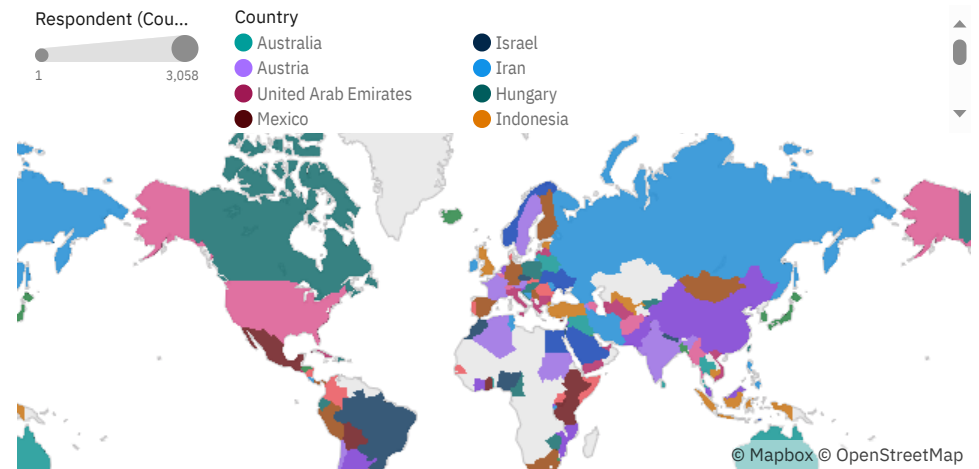 Respondent (Cou...
1
3,058
Country
Australia
Austria
United Arab Emirates
Mexico
Israel
Iran
Hungary
Indonesia
© Mapbox © OpenStreetMap